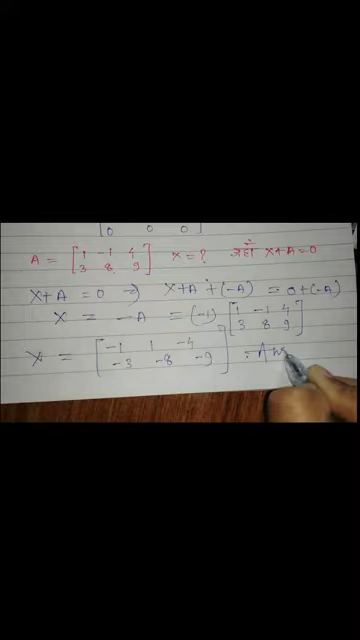 [0 0 0]
A = [1 -1 4
3 8 9] x = ? जहाँ X+A=0
X+A = 0 ⇒ X+A+(-A) = 0+(-A)
X = -A = (-1) [1 -1 4
3 8 9]
X = [-1 1 -4
-3 -8 -9] = Ans